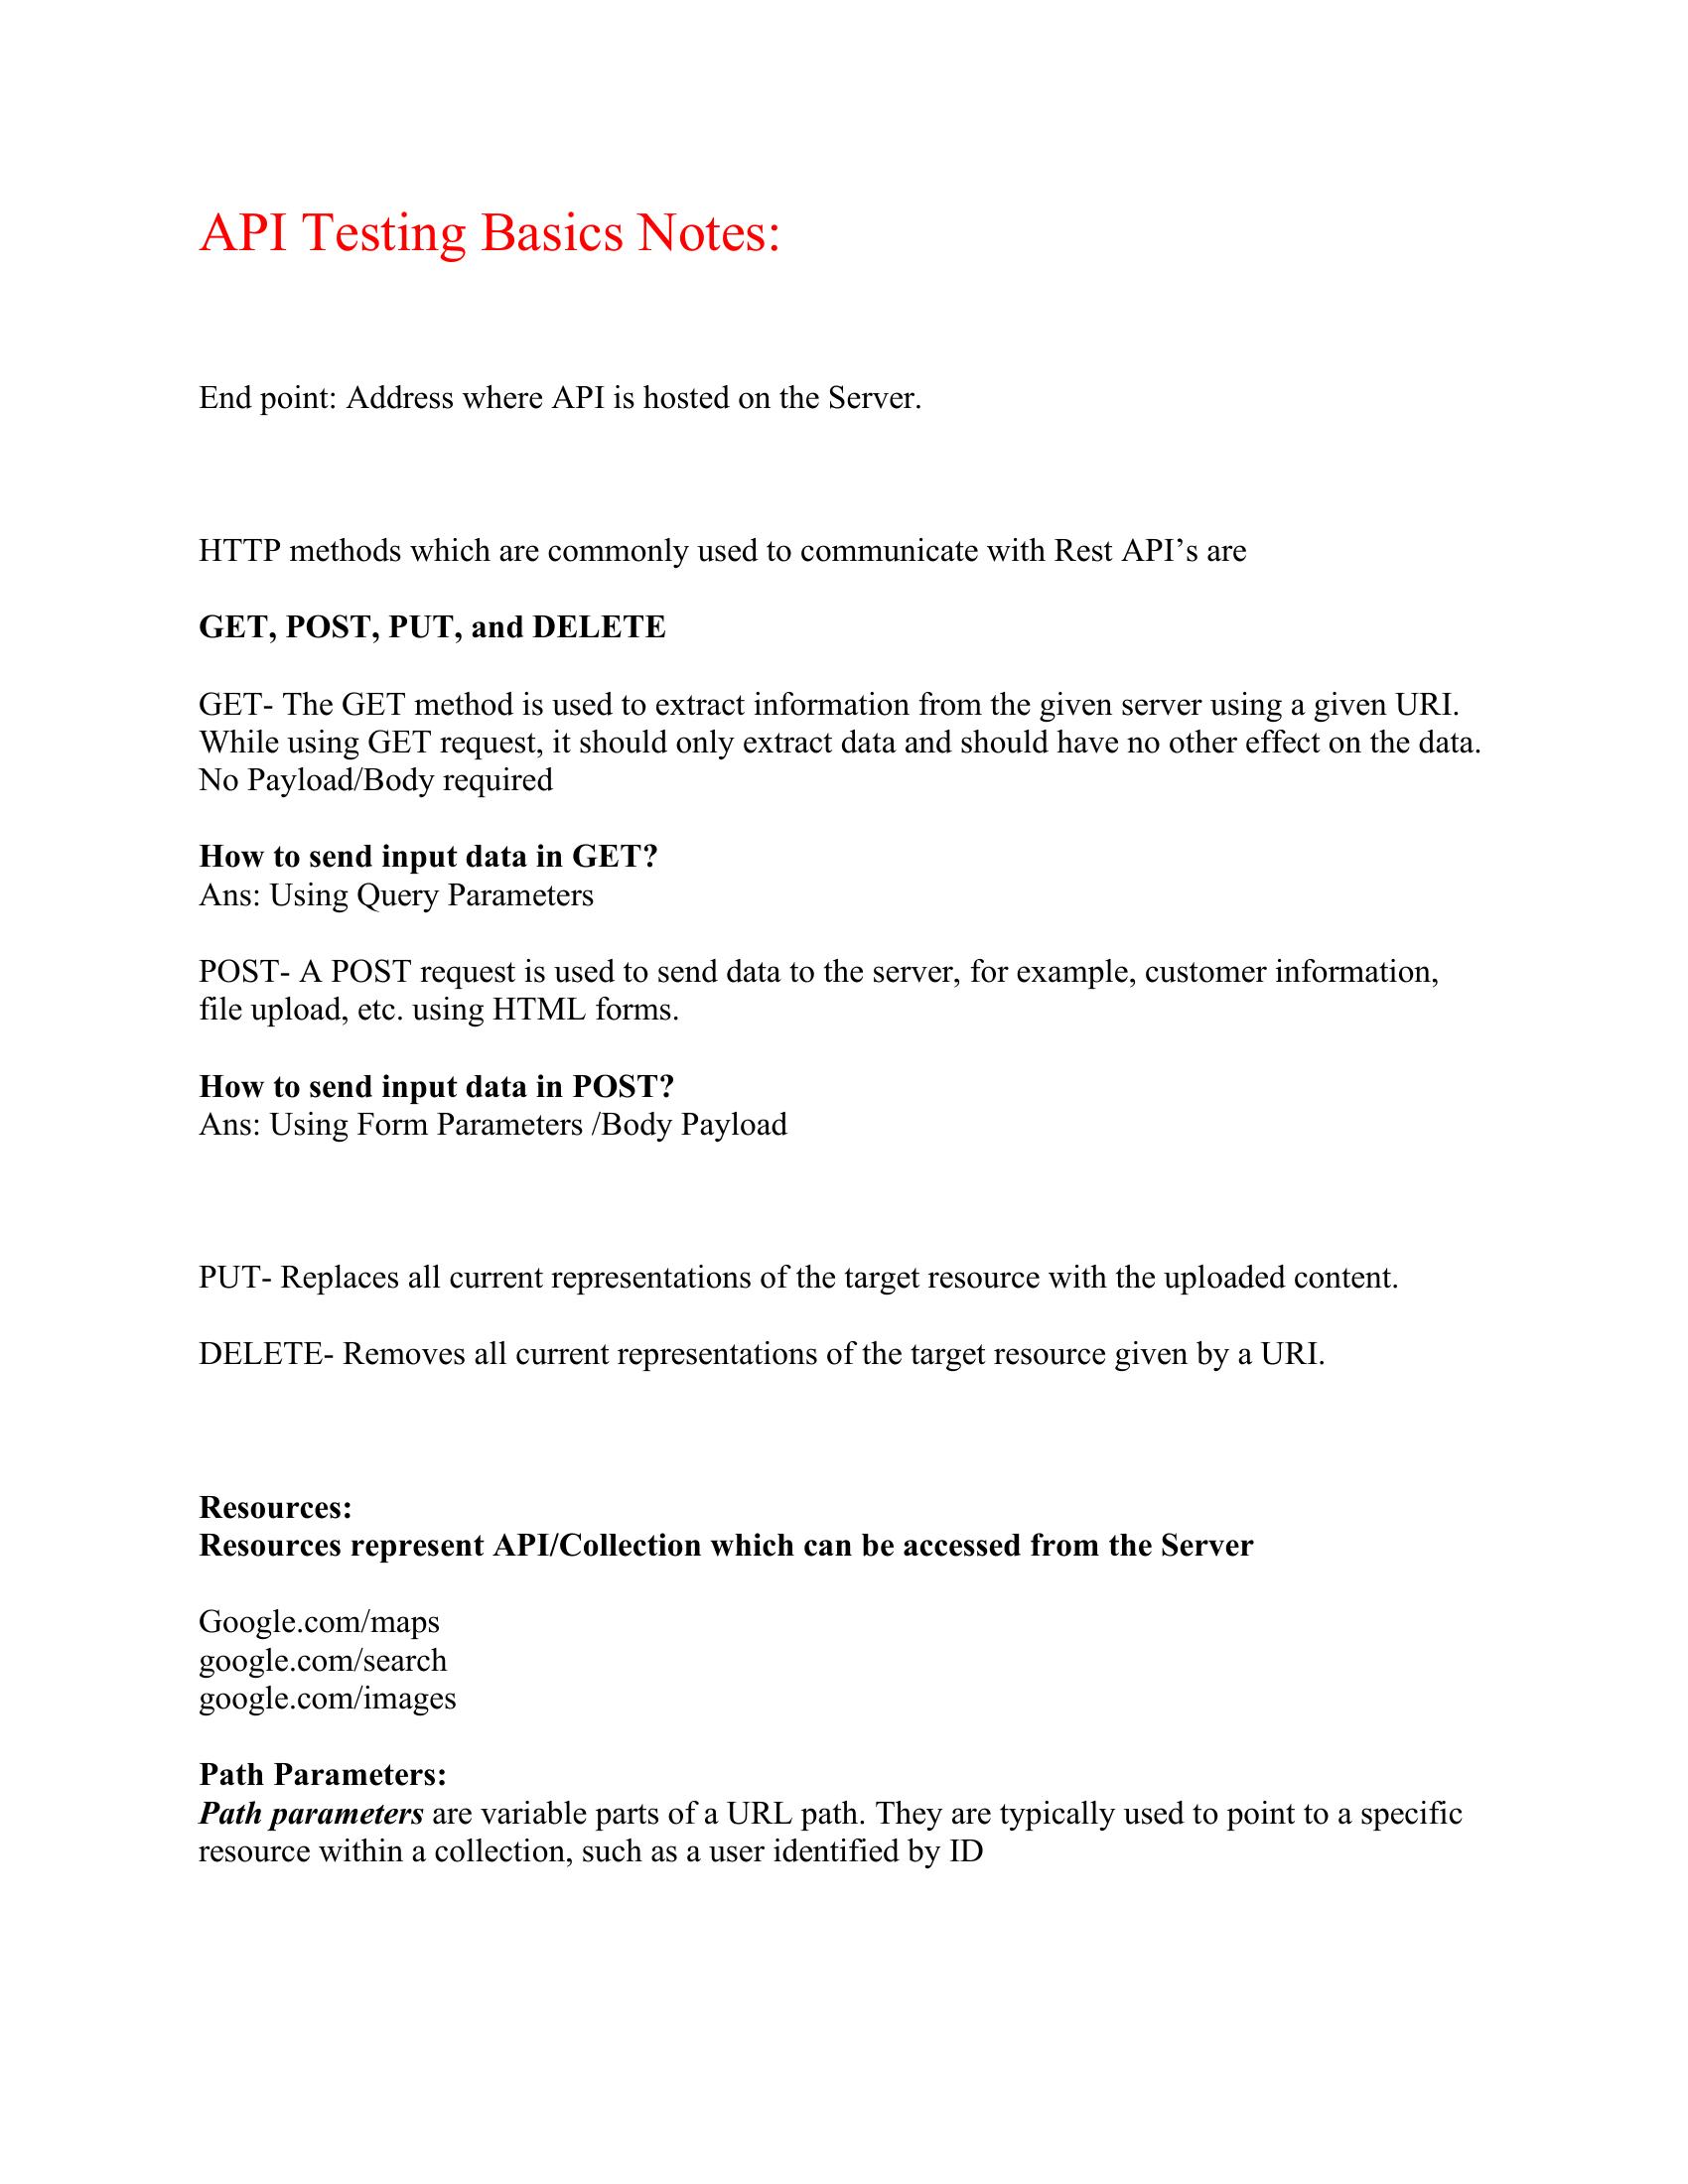 API Testing Basics Notes:
End point: Address where API is hosted on the Server.
HTTP methods which are commonly used to communicate with Rest API’s are
GET, POST, PUT, and DELETE
GET- The GET method is used to extract information from the given server using a given URI.
While using GET request, it should only extract data and should have no other effect on the data.
No Payload/Body required
How to send input data in GET?
Ans: Using Query Parameters
POST- A POST request is used to send data to the server, for example, customer information,
file upload, etc. using HTML forms.
How to send input data in POST?
Ans: Using Form Parameters /Body Payload
PUT- Replaces all current representations of the target resource with the uploaded content.
DELETE- Removes all current representations of the target resource given by a URI.
Resources:
Resources represent API/Collection which can be accessed from the Server
Google.com/maps
google.com/search
google.com/images
Path Parameters:
Path parameters are variable parts of a URL path. They are typically used to point to a specific
resource within a collection, such as a user identified by ID